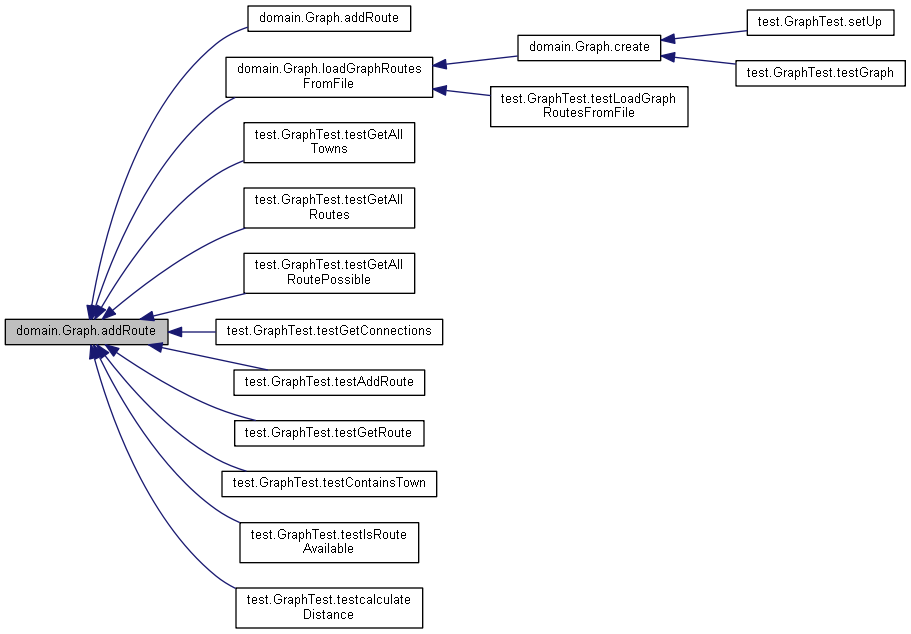 domain.Graph.addRoute
domain.Graph.loadGraphRoutes
FromFile
domain.Graph.create
test.GraphTest.setUp
test.GraphTest.testGraph
test.GraphTest.testLoadGraph
RoutesFromFile
test.GraphTest.testGetAll
Towns
test.GraphTest.testGetAll
Routes
test.GraphTest.testGetAll
RoutePossible
domain.Graph.addRoute
test.GraphTest.testGetConnections
test.GraphTest.testAddRoute
test.GraphTest.testGetRoute
test.GraphTest.testContainsTown
test.GraphTest.testIsRoute
Available
test.GraphTest.testcalculate
Distance